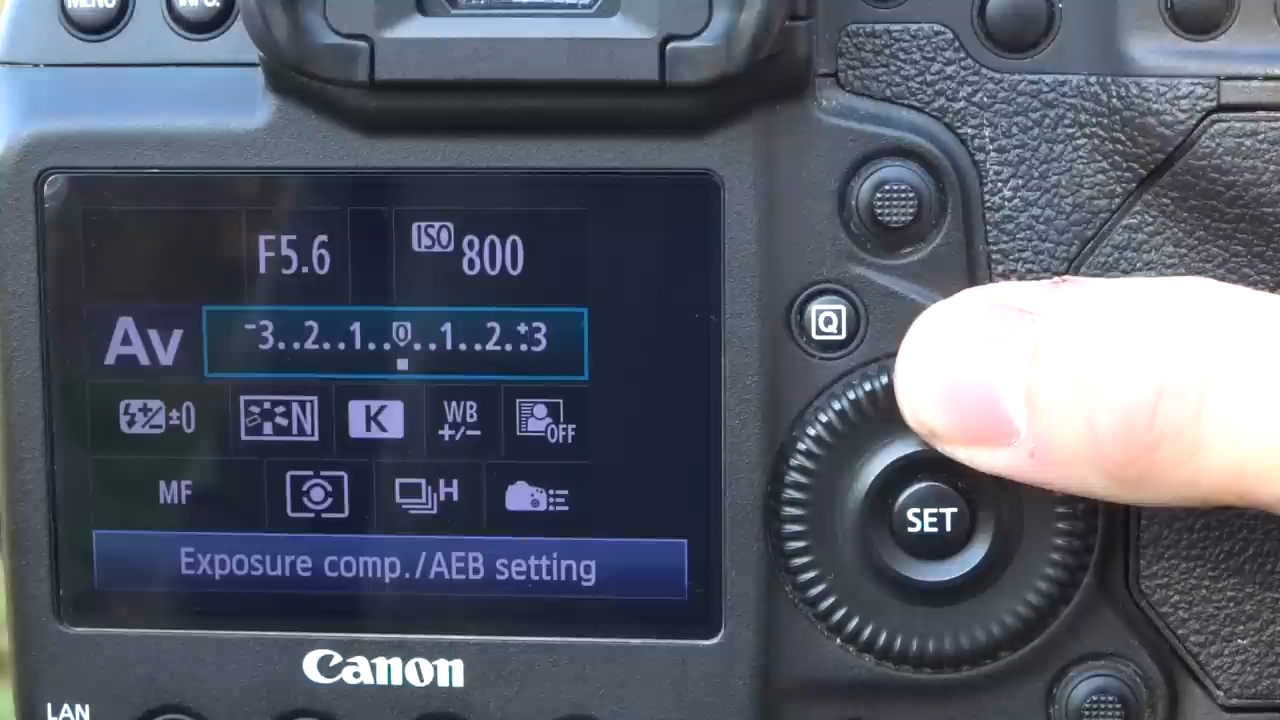 MENU
INFO.
F5.6
ISO 800
Av
-3..2..1..0..1..2..+3
±0
N
K
WB
+/-
OFF
MF
H
Exposure comp./AEB setting
Q
SET
Canon
LAN